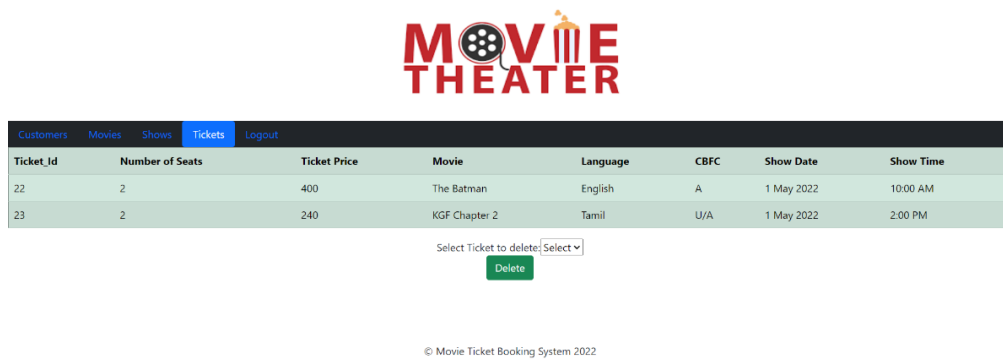 MOVIE
THEATER
Customers Movies Shows Tickets Logout
Ticket_Id Number of Seats Ticket Price Movie Language CBFC Show Date Show Time
22 2 400 The Batman English A 1 May 2022 10:00 AM
23 2 240 KGF Chapter 2 Tamil U/A 1 May 2022 2:00 PM
Select Ticket to delete: Select
Delete
© Movie Ticket Booking System 2022